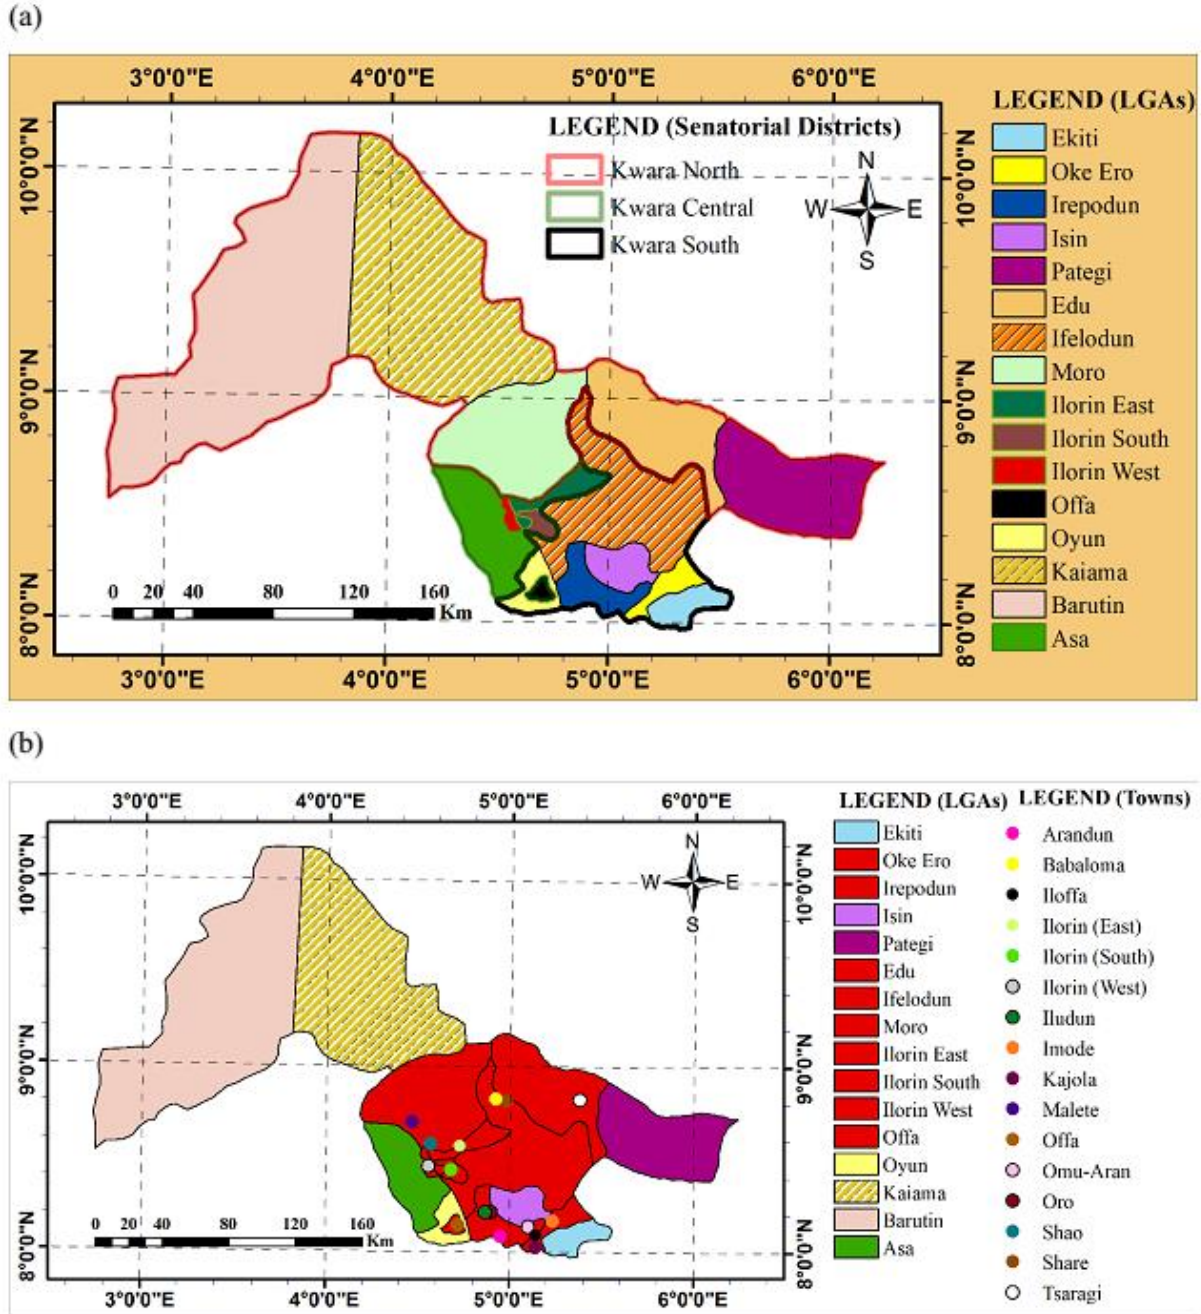 (a)
3°0'0"E 4°0'0"E 5°0'0"E 6°0'0"E
LEGEND (Senatorial Districts)
Kwara North
Kwara Central
Kwara South
N
W E
S
10°0'0"N
9°0'0"N
8°0'0"N
10°0'0"N
9°0'0"N
8°0'0"N
0 20 40 80 120 160
Km
3°0'0"E 4°0'0"E 5°0'0"E 6°0'0"E
LEGEND (LGAs)
Ekiti
Oke Ero
Irepodun
Isin
Pategi
Edu
Ifelodun
Moro
Ilorin East
Ilorin South
Ilorin West
Offa
Oyun
Kaiama
Barutin
Asa
(b)
3°0'0"E 4°0'0"E 5°0'0"E 6°0'0"E
N
W E
S
10°0'0"N
9°0'0"N
8°0'0"N
10°0'0"N
9°0'0"N
8°0'0"N
0 20 40 80 120 160
Km
3°0'0"E 4°0'0"E 5°0'0"E 6°0'0"E
LEGEND (LGAs)
Ekiti
Oke Ero
Irepodun
Isin
Pategi
Edu
Ifelodun
Moro
Ilorin East
Ilorin South
Ilorin West
Offa
Oyun
Kaiama
Barutin
Asa
LEGEND (Towns)
Arandun
Babaloma
Iloffa
Ilorin (East)
Ilorin (South)
Ilorin (West)
Iludun
Imode
Kajola
Malete
Offa
Omu-Aran
Oro
Shao
Share
Tsaragi